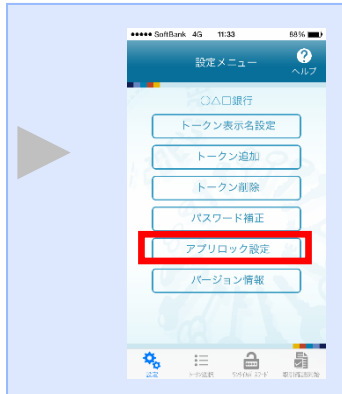 ●●●●● SoftBank 4G 11:33 88%
設定メニュー
ヘルプ
○△□銀行
トークン表示名設定
トークン追加
トークン削除
パスワード補正
アプリロック設定
バージョン情報
設定